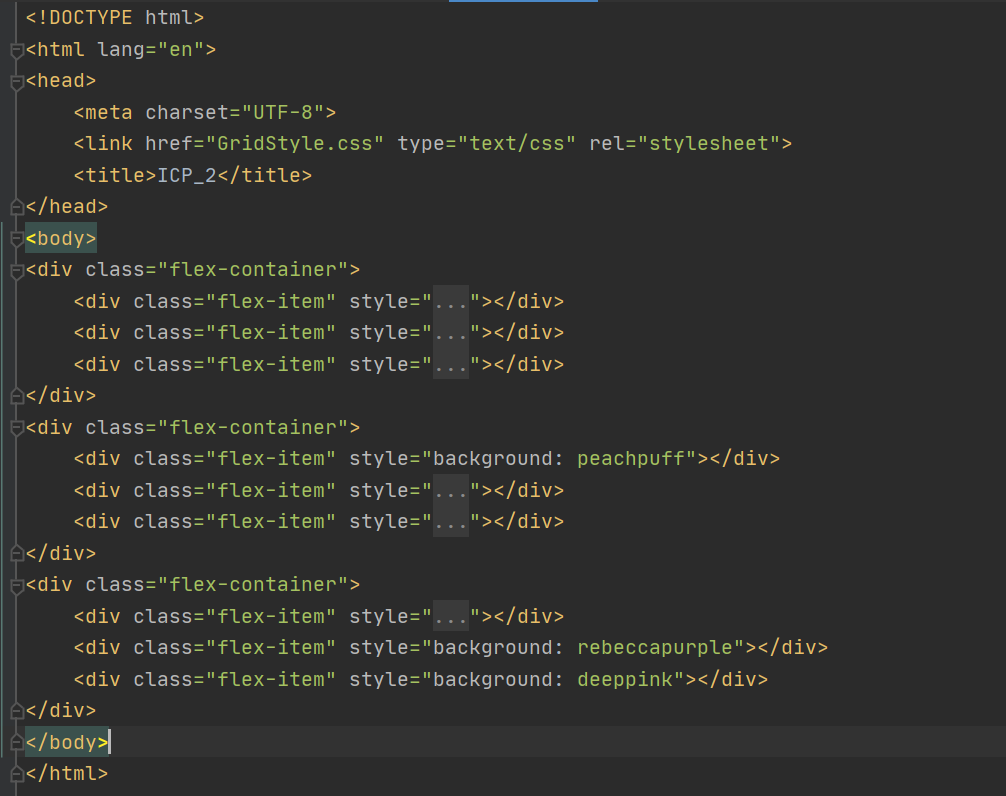 <!DOCTYPE html>
<html lang="en">
<head>
    <meta charset="UTF-8">
    <link href="GridStyle.css" type="text/css" rel="stylesheet">
    <title>ICP_2</title>
</head>
<body>
<div class="flex-container">
    <div class="flex-item" style="..."></div>
    <div class="flex-item" style="..."></div>
    <div class="flex-item" style="..."></div>
</div>
<div class="flex-container">
    <div class="flex-item" style="background: peachpuff"></div>
    <div class="flex-item" style="..."></div>
    <div class="flex-item" style="..."></div>
</div>
<div class="flex-container">
    <div class="flex-item" style="..."></div>
    <div class="flex-item" style="background: rebeccapurple"></div>
    <div class="flex-item" style="background: deeppink"></div>
</div>
</body>
</html>